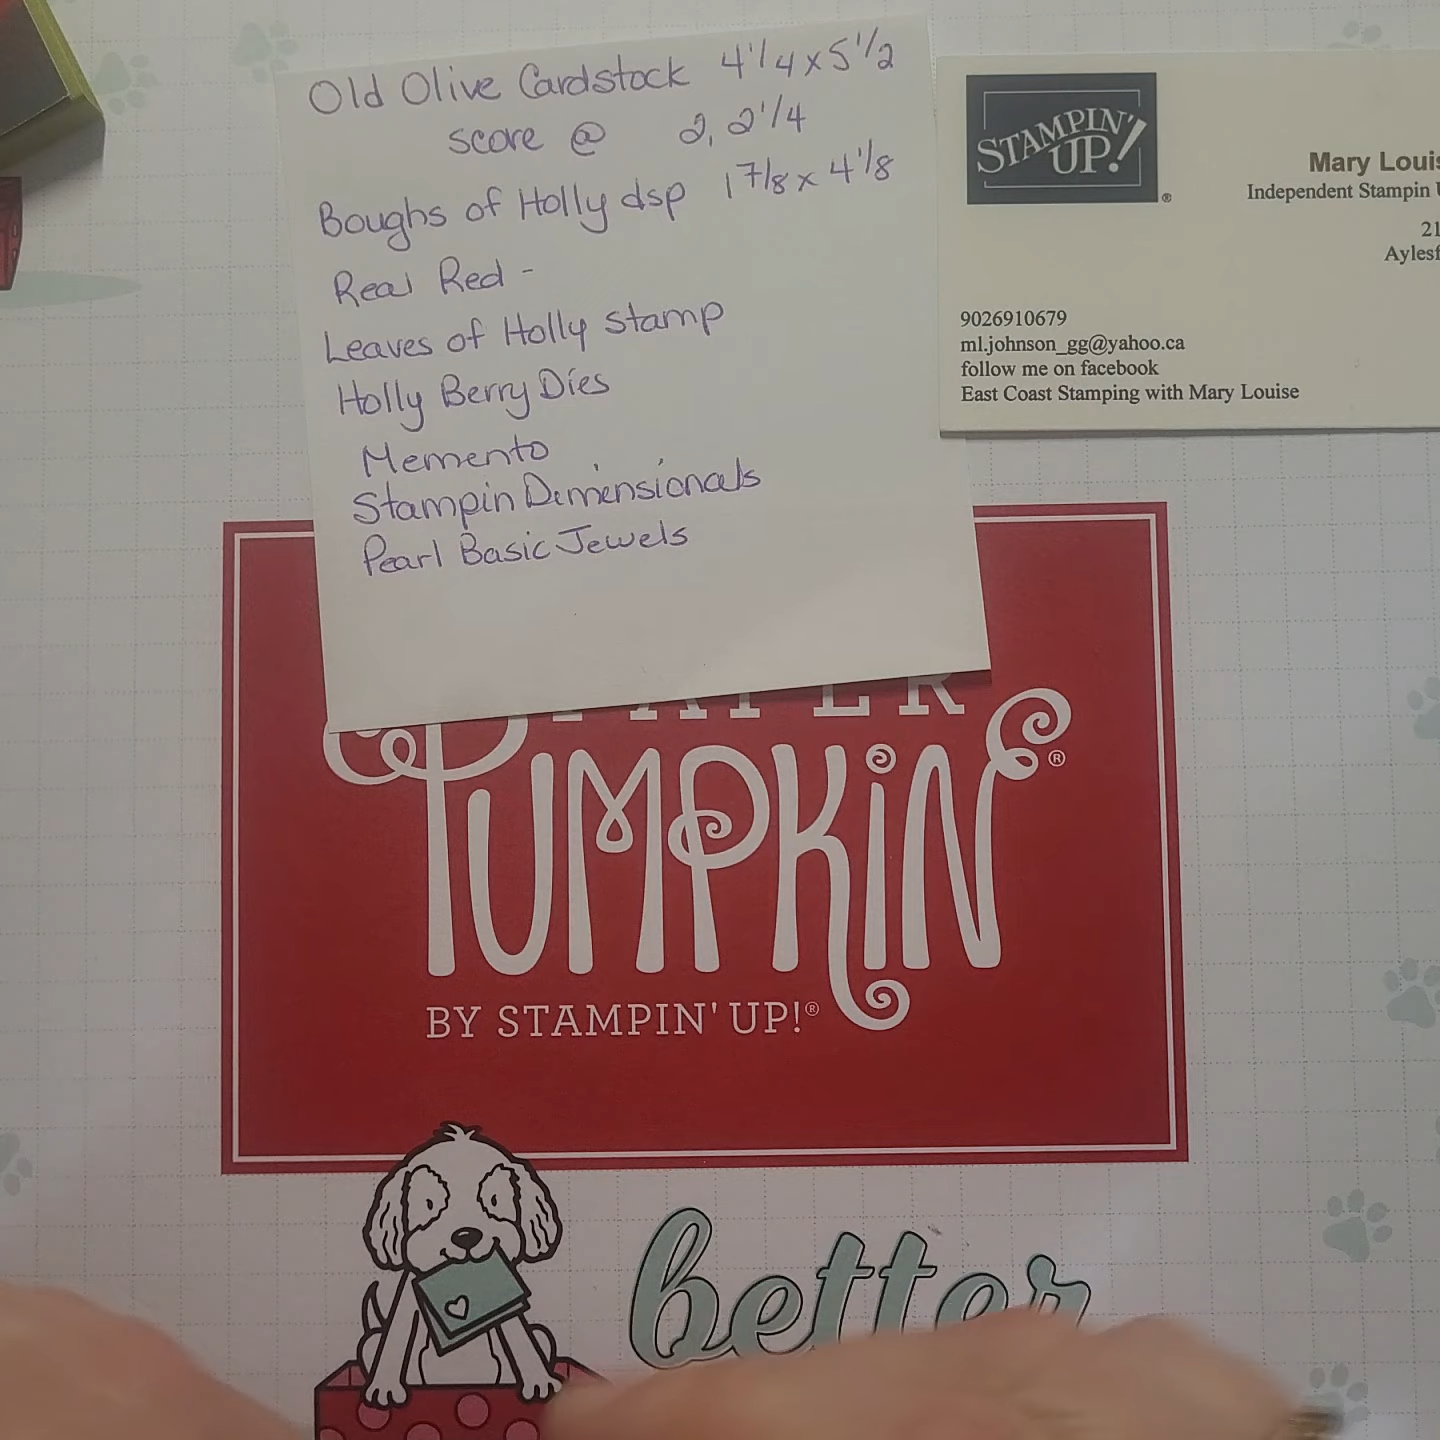 Old Olive Cardstock 4 1/4 x 5 1/2
score @ 2, 2 1/4
Boughs of Holly dsp 1 7/8 x 4 1/8
Real Red -
Leaves of Holly stamp
Holly Berry Dies
Memento
Stampin Dimensionals
Pearl Basic Jewels
STAMPIN' UP!®
Mary Louis
Independent Stampin U
21
Aylesf
9026910679
ml.johnson_gg@yahoo.ca
follow me on facebook
East Coast Stamping with Mary Louise
PAPER
PUMPKIN®
BY STAMPIN' UP!®
better